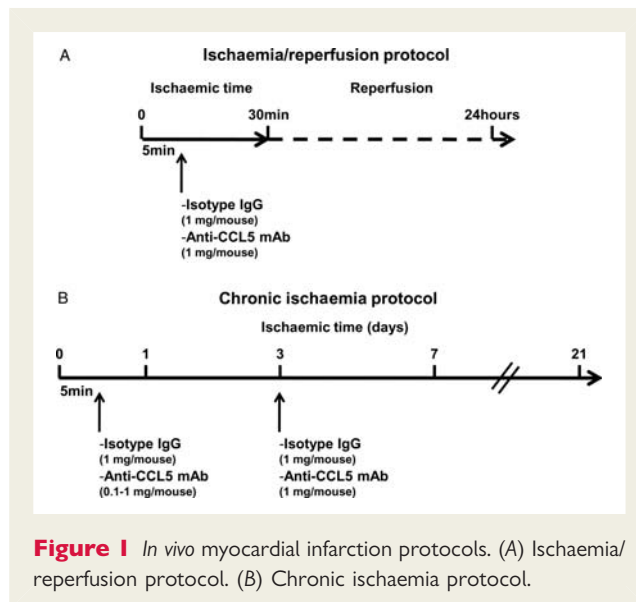 A
Ischaemia/reperfusion protocol
Ischaemic time
Reperfusion
0
30min
24hours
5min
-Isotype IgG
(1 mg/mouse)
-Anti-CCL5 mAb
(1 mg/mouse)
B
Chronic ischaemia protocol
Ischaemic time (days)
0
1
3
7
21
5min
-Isotype IgG
(1 mg/mouse)
-Anti-CCL5 mAb
(0.1-1 mg/mouse)
-Isotype IgG
(1 mg/mouse)
-Anti-CCL5 mAb
(1 mg/mouse)
Figure 1 In vivo myocardial infarction protocols. (A) Ischaemia/
reperfusion protocol. (B) Chronic ischaemia protocol.